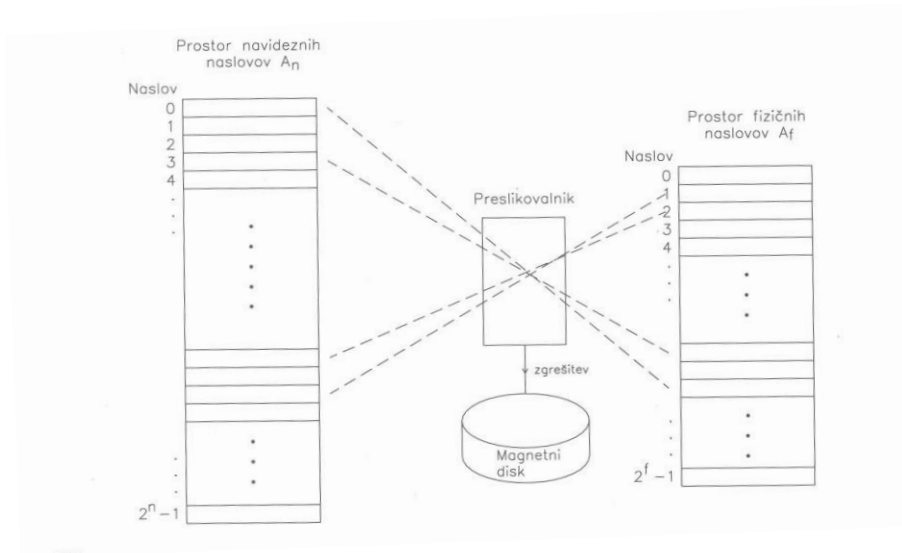 Prostor navideznih
naslovov Aₙ
Naslov
0
1
2
3
4
2ⁿ-1
Preslikovalnik
zgrešitev
Magnetni
disk
Prostor fizičnih
naslovov A_f
Naslov
0
1
2
3
4
2ᶠ-1